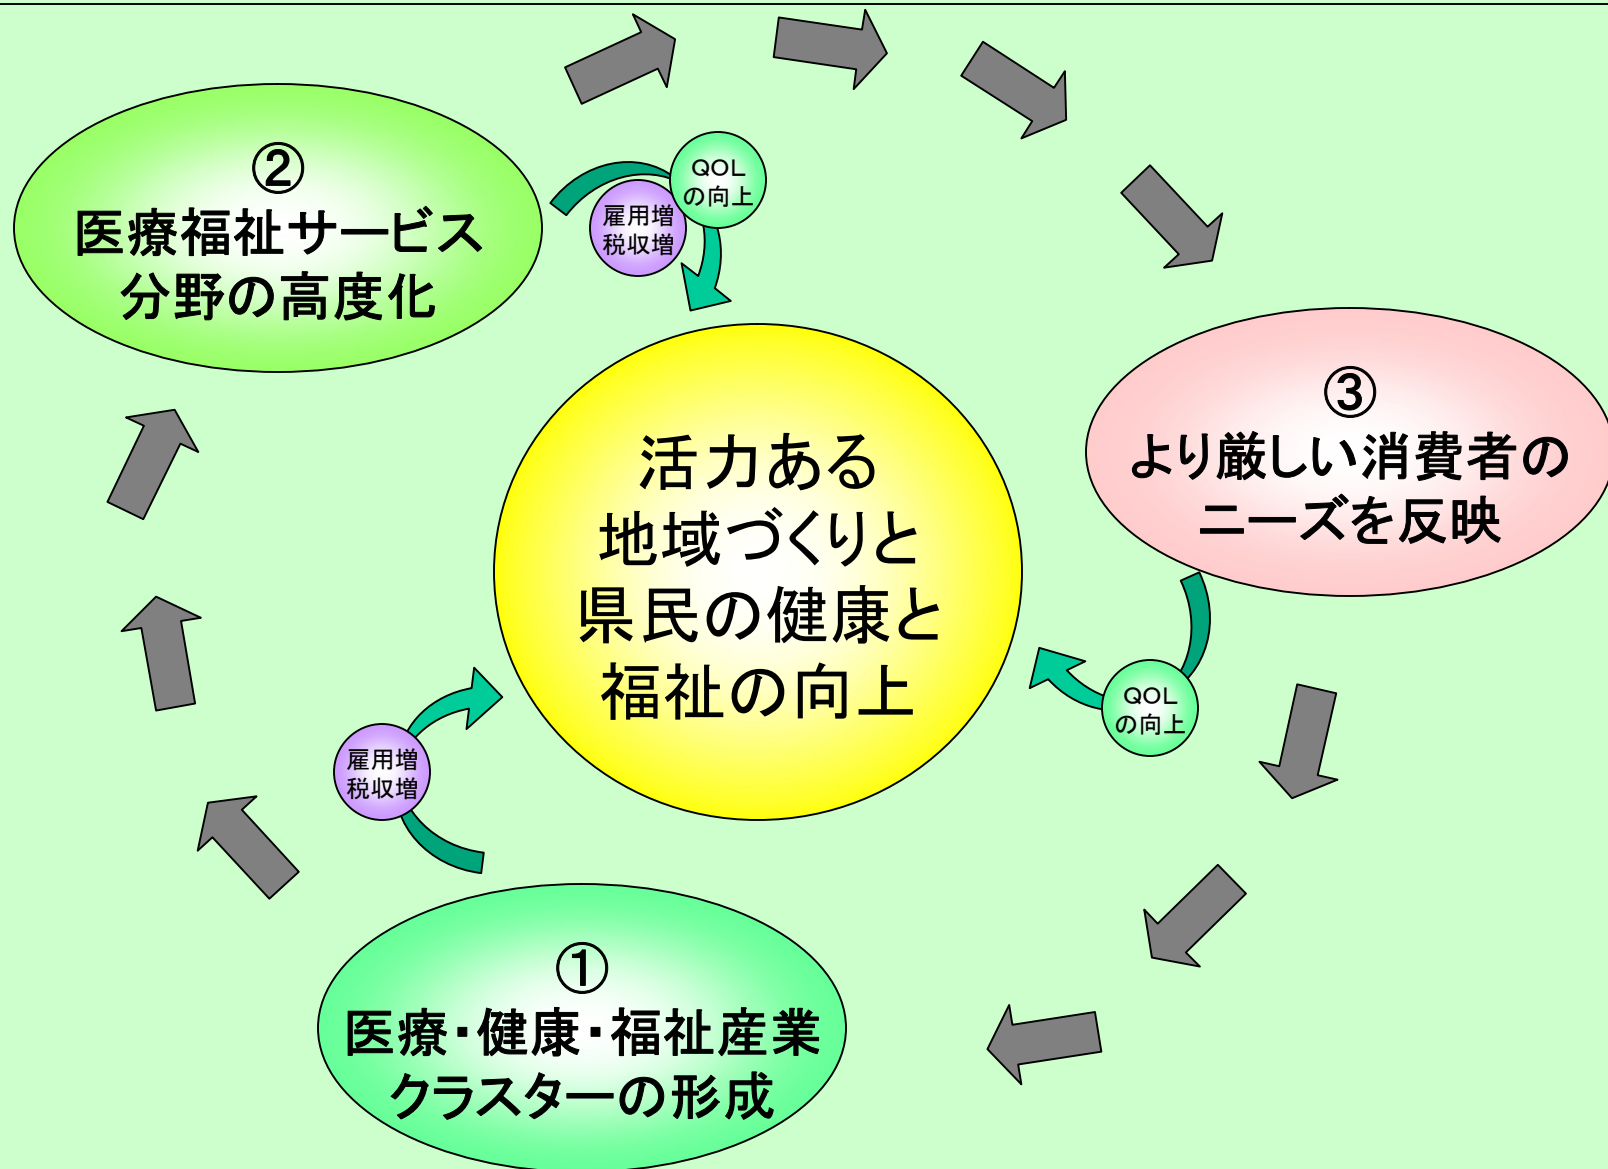 ②
医療福祉サービス
分野の高度化
QOL
の向上
雇用増
税収増
③
より厳しい消費者の
ニーズを反映
活力ある
地域づくりと
県民の健康と
福祉の向上
QOL
の向上
雇用増
税収増
①
医療・健康・福祉産業
クラスターの形成